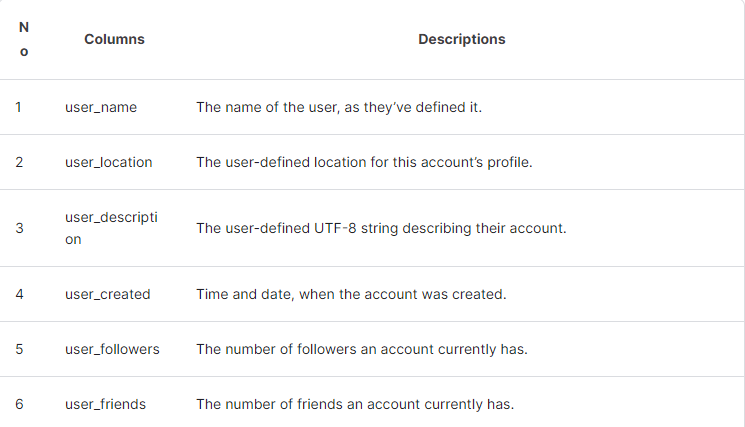 N
o
Columns
Descriptions
1 user_name The name of the user, as they’ve defined it.
2 user_location The user-defined location for this account’s profile.
3 user_descripti
on The user-defined UTF-8 string describing their account.
4 user_created Time and date, when the account was created.
5 user_followers The number of followers an account currently has.
6 user_friends The number of friends an account currently has.